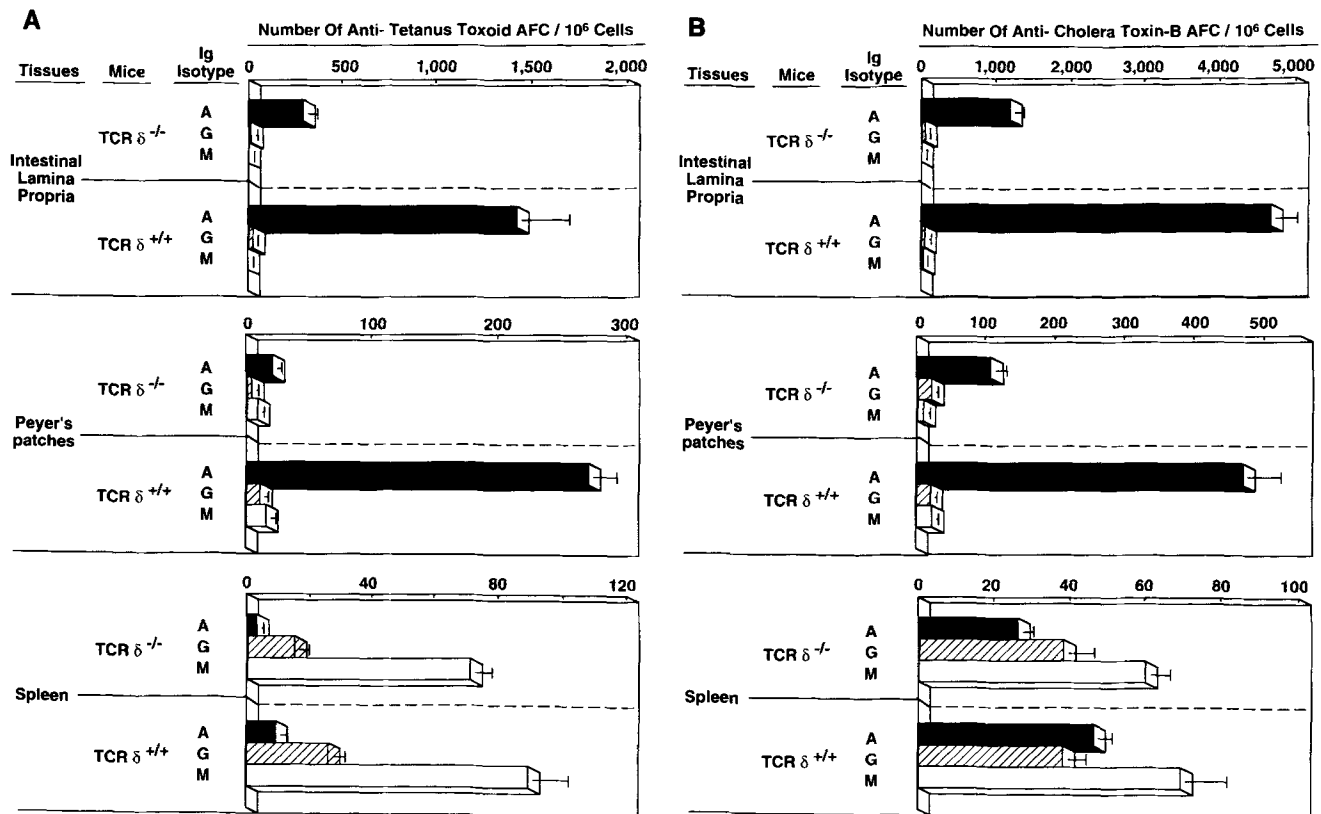 A
Number Of Anti- Tetanus Toxoid AFC / 10⁶ Cells
Tissues Mice Ig Isotype
0 500 1,000 1,500 2,000
Intestinal Lamina Propria
TCR δ -/-
A
G
M
TCR δ +/+
A
G
M
0 100 200 300
Peyer's patches
TCR δ -/-
A
G
M
TCR δ +/+
A
G
M
0 40 80 120
Spleen
TCR δ -/-
A
G
M
TCR δ +/+
A
G
M
B
Number Of Anti- Cholera Toxin-B AFC / 10⁶ Cells
Tissues Mice Ig Isotype
0 1,000 2,000 3,000 4,000 5,000
Intestinal Lamina Propria
TCR δ -/-
A
G
M
TCR δ +/+
A
G
M
0 100 200 300 400 500
Peyer's patches
TCR δ -/-
A
G
M
TCR δ +/+
A
G
M
0 20 40 60 80 100
Spleen
TCR δ -/-
A
G
M
TCR δ +/+
A
G
M